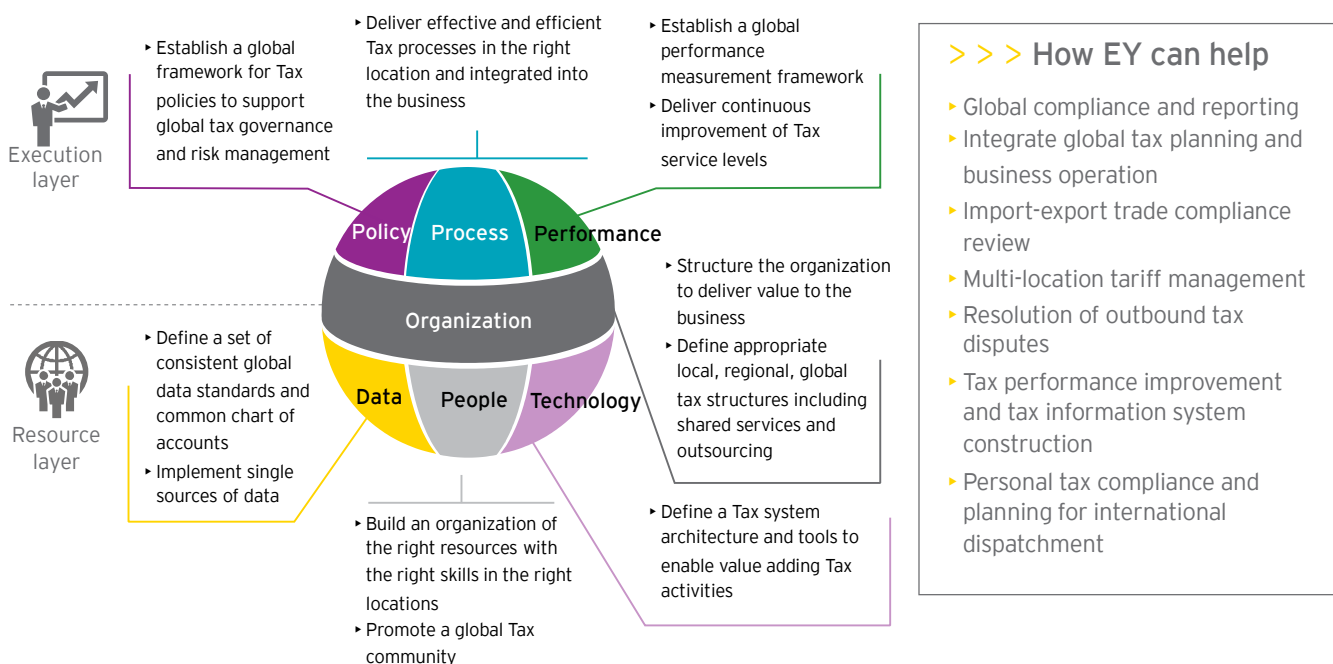 Execution
layer
▸ Establish a global
framework for Tax
policies to support
global tax governance
and risk management
▸ Deliver effective and efficient
Tax processes in the right
location and integrated into
the business
▸ Establish a global
performance
measurement framework
▸ Deliver continuous
improvement of Tax
service levels
Policy
Process
Performance
Organization
Data
People
Technology
▸ Structure the organization
to deliver value to the
business
▸ Define appropriate
local, regional, global
tax structures including
shared services and
outsourcing
Resource
layer
▸ Define a set of
consistent global
data standards and
common chart of
accounts
▸ Implement single
sources of data
▸ Build an organization of
the right resources with
the right skills in the right
locations
▸ Promote a global Tax
community
▸ Define a Tax system
architecture and tools to
enable value adding Tax
activities
> > > How EY can help
▸ Global compliance and reporting
▸ Integrate global tax planning and
business operation
▸ Import-export trade compliance
review
▸ Multi-location tariff management
▸ Resolution of outbound tax
disputes
▸ Tax performance improvement
and tax information system
construction
▸ Personal tax compliance and
planning for international
dispatchment